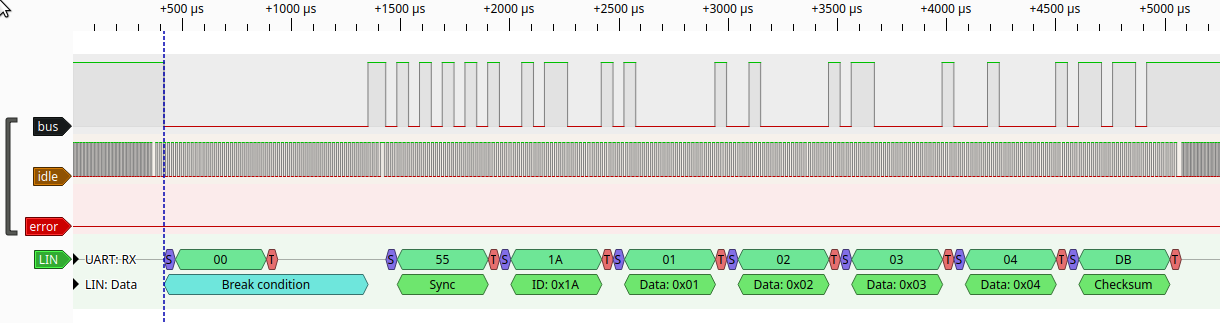 +500 µs +1000 µs +1500 µs +2000 µs +2500 µs +3000 µs +3500 µs +4000 µs +4500 µs +5000 µs
bus
idle
error
LIN UART: RX S 00 T S 55 T S 1A T S 01 T S 02 T S 03 T S 04 T S DB T
LIN: Data Break condition Sync ID: 0x1A Data: 0x01 Data: 0x02 Data: 0x03 Data: 0x04 Checksum